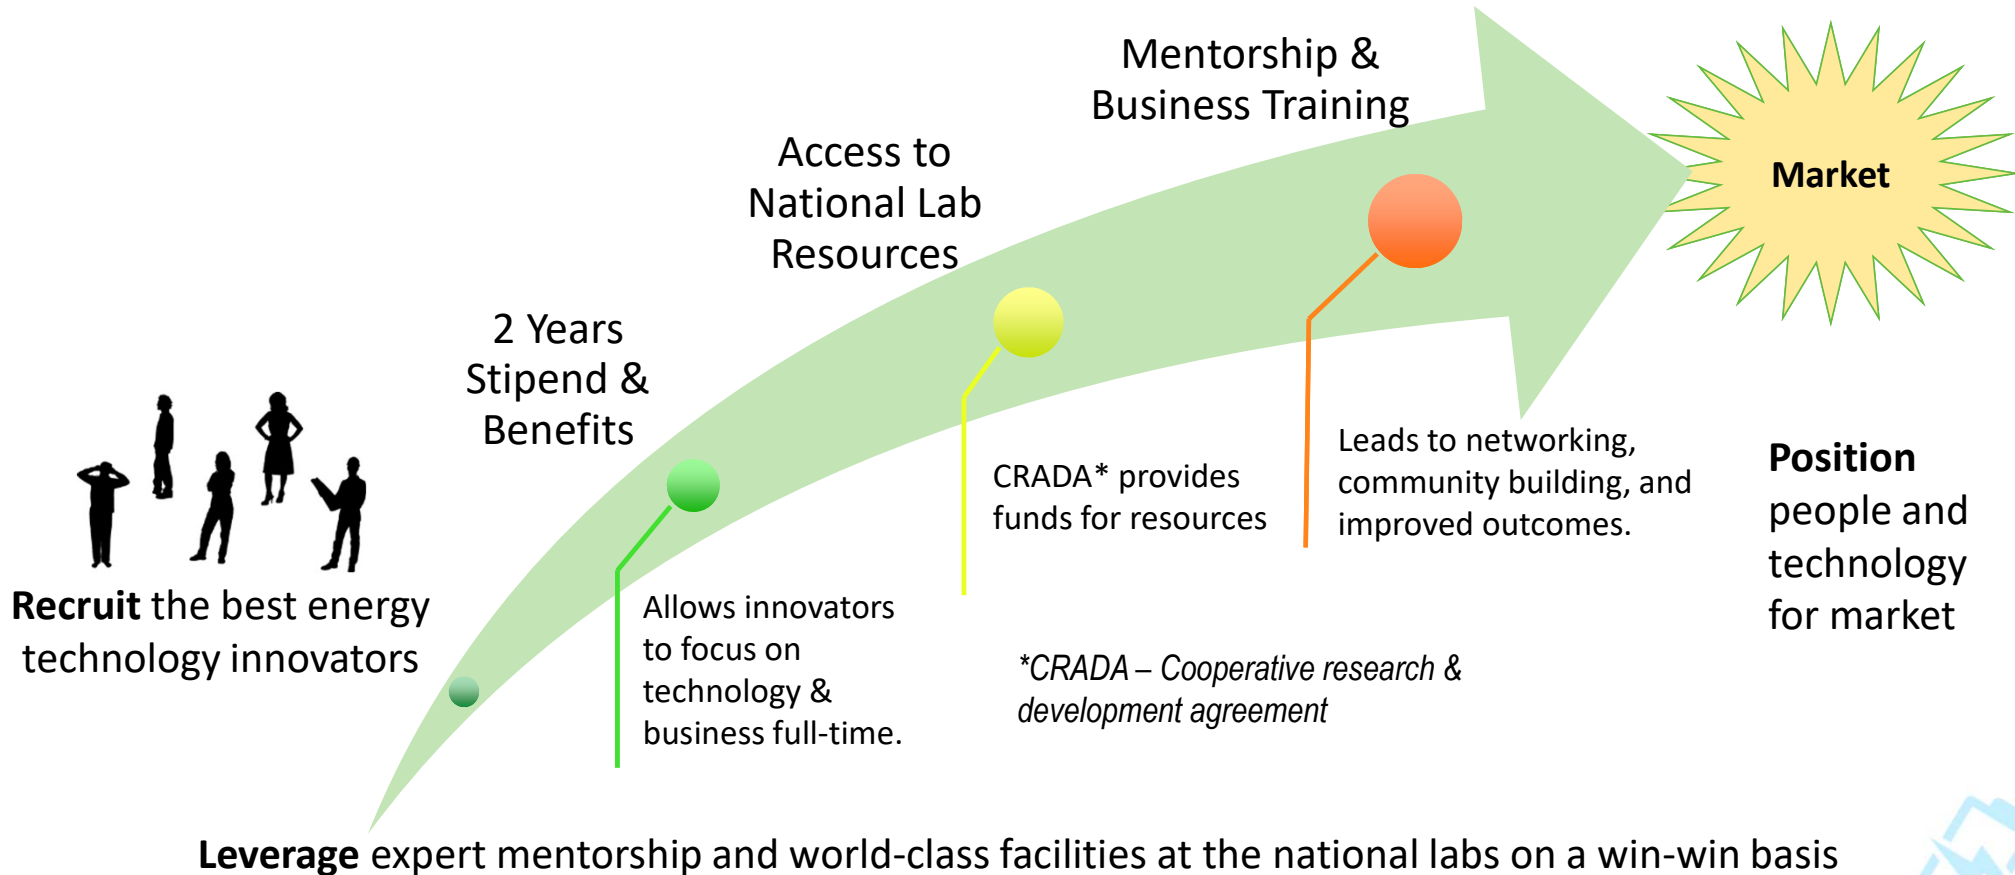 Mentorship &
Business Training
Market
Access to
National Lab
Resources
2 Years
Stipend &
Benefits
Recruit the best energy
technology innovators
Allows innovators
to focus on
technology &
business full-time.
CRADA* provides
funds for resources
Leads to networking,
community building, and
improved outcomes.
Position
people and
technology
for market
*CRADA – Cooperative research &
development agreement
Leverage expert mentorship and world-class facilities at the national labs on a win-win basis